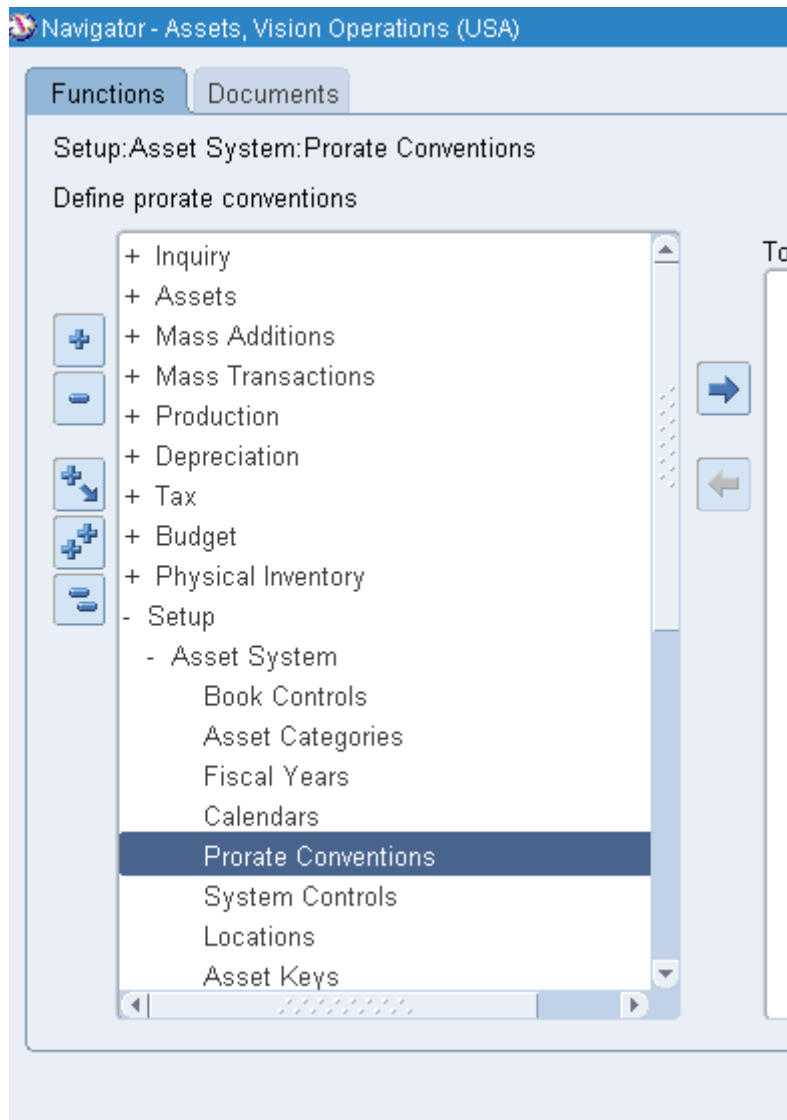 Navigator - Assets, Vision Operations (USA)
Functions Documents
Setup:Asset System:Prorate Conventions
Define prorate conventions
To
+ Inquiry
+ Assets
+ Mass Additions
+ Mass Transactions
+ Production
+ Depreciation
+ Tax
+ Budget
+ Physical Inventory
- Setup
- Asset System
Book Controls
Asset Categories
Fiscal Years
Calendars
Prorate Conventions
System Controls
Locations
Asset Keys